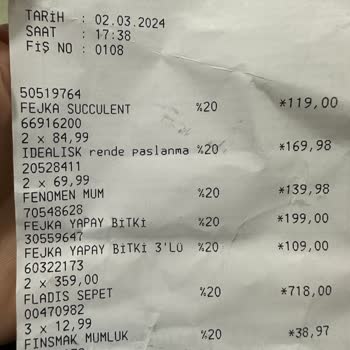 TARİH : 02.03.2024
SAAT : 17:38
FİŞ NO : 0108
50519764
FEJKA SUCCULENT %20 *119,00
66916200
2 x 84,99
IDEALISK rende paslanma %20 *169,98
20528411
2 x 69,99
FENOMEN MUM %20 *139,98
70548628
FEJKA YAPAY BİTKİ %20 *199,00
30559647
FEJKA YAPAY BİTKİ 3'LÜ %20 *109,00
60322173
2 x 359,00
FLADIS SEPET %20 *718,00
00470982
3 x 12,99
FINSMAK MUMLUK %20 *38,97